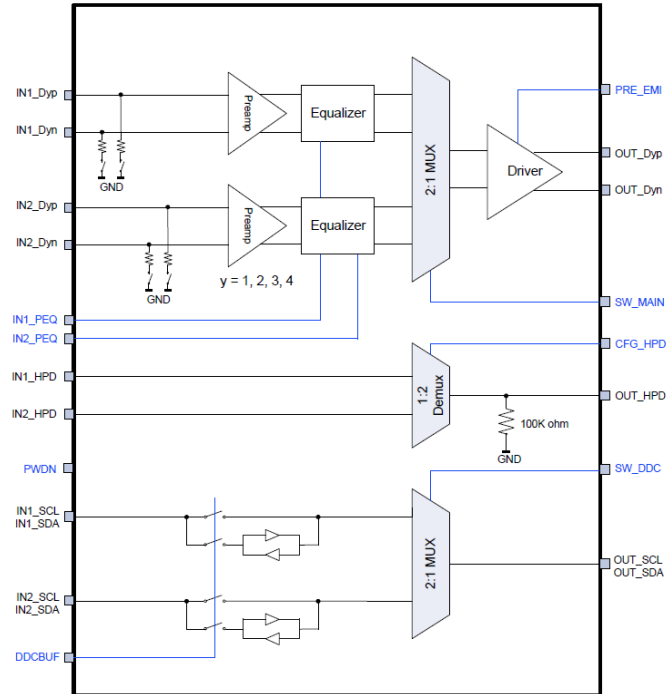 IN1_Dyp
IN1_Dyn
GND
Preamp
Equalizer
2:1 MUX
PRE_EMI
Driver
OUT_Dyp
OUT_Dyn
IN2_Dyp
IN2_Dyn
GND
Preamp
Equalizer
y = 1, 2, 3, 4
SW_MAIN
IN1_PEQ
IN2_PEQ
CFG_HPD
IN1_HPD
IN2_HPD
1:2
Demux
OUT_HPD
100K ohm
GND
PWDN
SW_DDC
IN1_SCL
IN1_SDA
2:1 MUX
OUT_SCL
OUT_SDA
IN2_SCL
IN2_SDA
DDCBUF